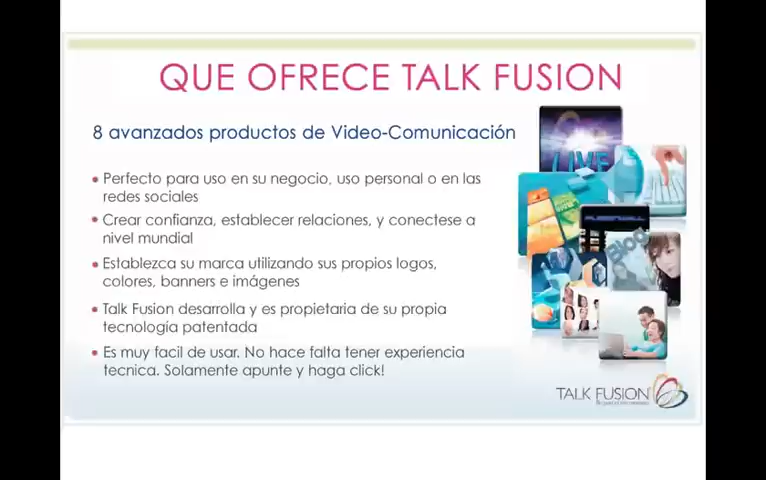 QUE OFRECE TALK FUSION
8 avanzados productos de Video-Comunicación
• Perfecto para uso en su negocio, uso personal o en las
redes sociales
• Crear confianza, establecer relaciones, y conectese a
nivel mundial
• Establezca su marca utilizando sus propios logos,
colores, banners e imágenes
• Talk Fusion desarrolla y es propietaria de su propia
tecnología patentada
• Es muy facil de usar. No hace falta tener experiencia
tecnica. Solamente apunte y haga click!
LIVE
Blog
TALK FUSION